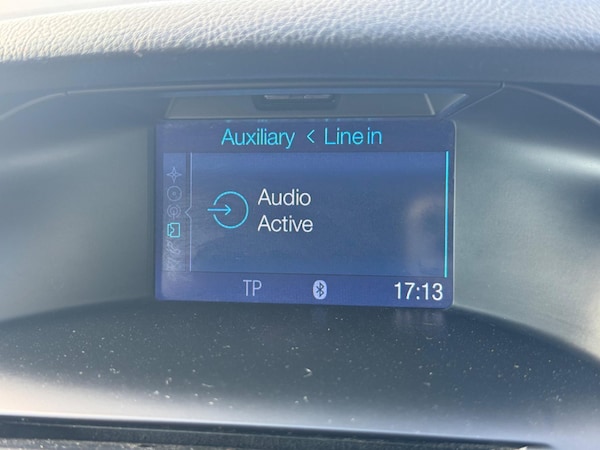 Auxiliary < Line in
Audio
Active
TP
17:13